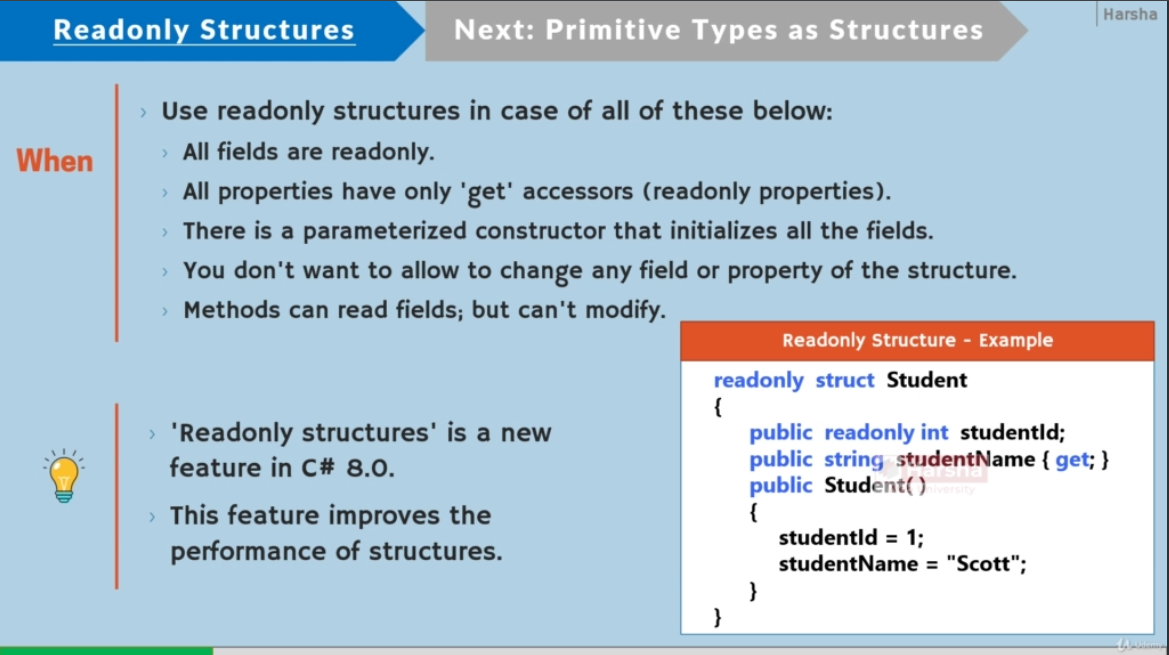 Readonly Structures
Next: Primitive Types as Structures
Harsha
When
Use readonly structures in case of all of these below:
All fields are readonly.
All properties have only 'get' accessors (readonly properties).
There is a parameterized constructor that initializes all the fields.
You don't want to allow to change any field or property of the structure.
Methods can read fields; but can't modify.
'Readonly structures' is a new
feature in C# 8.0.
This feature improves the
performance of structures.
Readonly Structure - Example
readonly struct Student
{
public readonly int studentId;
public string studentName { get; }
public Student( )
{
studentId = 1;
studentName = "Scott";
}
}
Harsha
University
Udemy